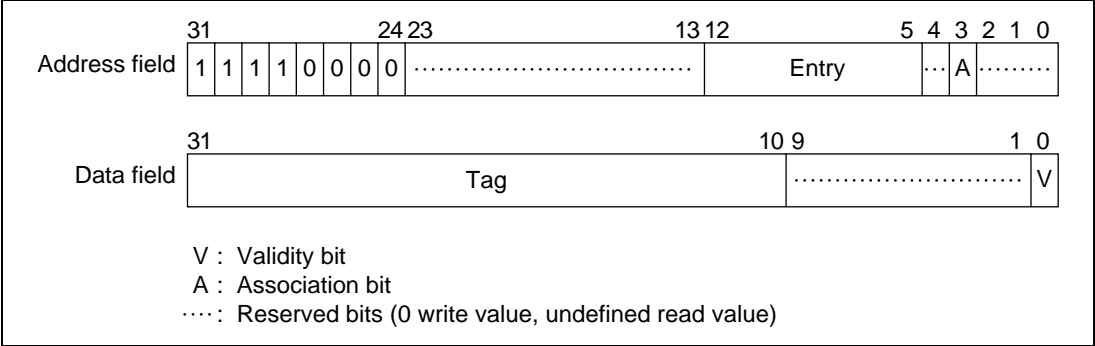 31 24 23 13 12 5 4 3 2 1 0
Address field 1 1 1 1 0 0 0 0 ................................. Entry ... A .........
31 10 9 1 0
Data field Tag ............................ V
V : Validity bit
A : Association bit
.... : Reserved bits (0 write value, undefined read value)